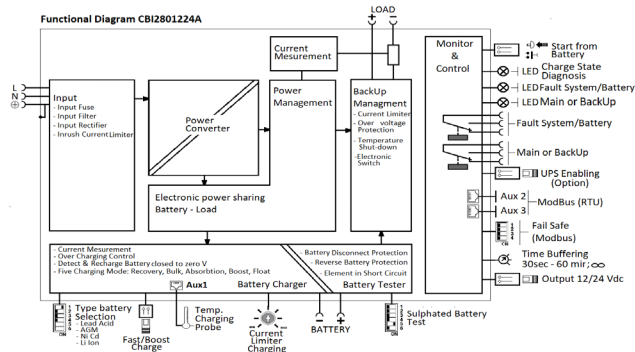 Functional Diagram CBI2801224A
LOAD
+ -
L
N
Input
- Input Fuse
- Input Filter
- Input Rectifier
- Inrush CurrentLimiter
Power
Converter
Current
Mesurement
Power
Management
BackUp
Managment
- Current Limiter
- Over voltage
Protection
- Temperature
Shut-down
-Electronic
Switch
Electronic power sharing
Battery - Load
- Current Mesurement
- Over Charging Control
- Detect & Recharge Battery closed to zero V
- Five Charging Mode: Recovery, Bulk, Absorbtion, Boost, Float
Aux1
Battery Charger
- Battery Disconnect Protection
- Reverse Battery Protection
- Element in Short Circuit
Battery Tester
Monitor
&
Control
Start from
Battery
LED Charge State
Diagnosis
LED Fault System/Battery
LED Main or BackUp
Fault System/Battery
Main or BackUp
UPS Enabling
(Option)
Aux 2
Aux 3
ModBus (RTU)
Fail Safe
(Modbus)
Time Buffering
30sec - 60 mir; ∞
Output 12/24 Vdc
Type battery
Selection
- Lead Acid
- AGM
- Ni Cd
- Li Ion
Fast/Boost
Charge
Temp.
Charging
Probe
Current
Limiter
Charging
- +
BATTERY
Sulphated Battery
Test